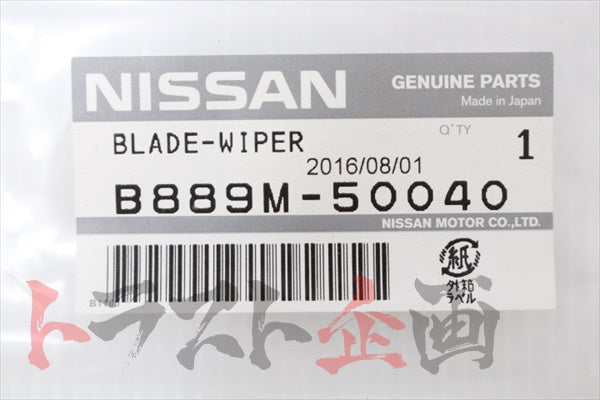 NISSAN
GENUINE PARTS
Made in Japan
BLADE-WIPER
Q'TY
1
2016/08/01
B889M-50040
NISSAN MOTOR CO.,LTD.
紙
外箱
ラベル
トラスト企画